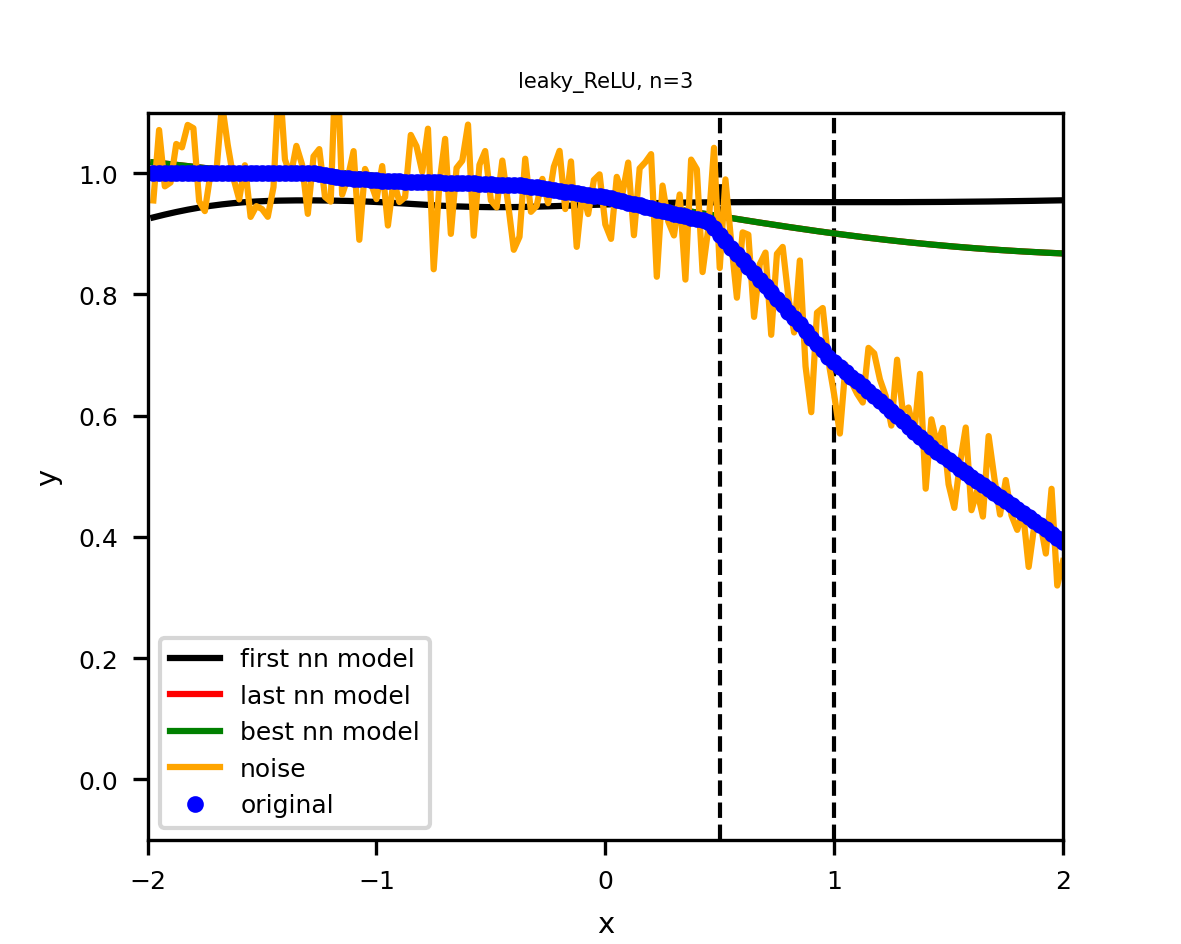 leaky_ReLU, n=3
1.0
0.8
0.6
0.4
0.2
0.0
y
first nn model
last nn model
best nn model
noise
original
−2
−1
0
1
2
x